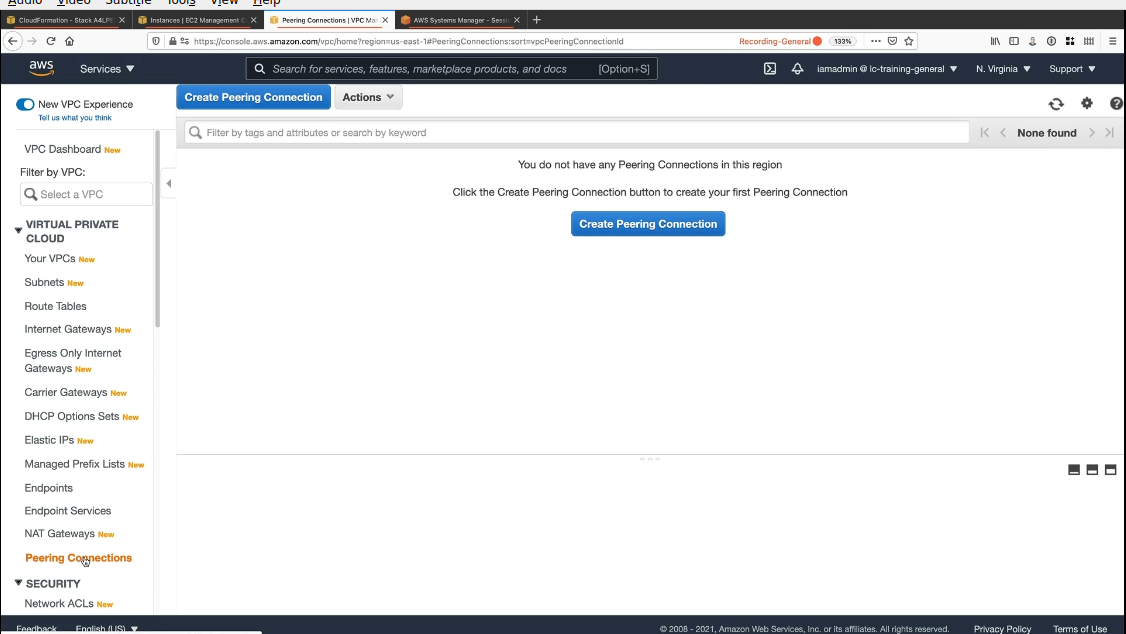 Audio Video Subtitle Tools View Help
CloudFormation - Stack A4LPE
Instances | EC2 Management C
Peering Connections | VPC Ma
AWS Systems Manager - Sess
https://console.aws.amazon.com/vpc/home?region=us-east-1#PeeringConnections:sort=vpcPeeringConnectionId
Recording-General
133%
aws
Services
Search for services, features, marketplace products, and docs [Option+S]
iamadmin @ lc-training-general
N. Virginia
Support
New VPC Experience
Tell us what you think
Create Peering Connection
Actions
Filter by tags and attributes or search by keyword
None found
VPC Dashboard New
Filter by VPC:
Select a VPC
VIRTUAL PRIVATE
CLOUD
Your VPCs New
Subnets New
Route Tables
Internet Gateways New
Egress Only Internet
Gateways New
Carrier Gateways New
DHCP Options Sets New
Elastic IPs New
Managed Prefix Lists New
Endpoints
Endpoint Services
NAT Gateways New
Peering Connections
SECURITY
Network ACLs New
You do not have any Peering Connections in this region
Click the Create Peering Connection button to create your first Peering Connection
Create Peering Connection
Feedback
English (US)
© 2008 - 2021, Amazon Web Services, Inc. or its affiliates. All rights reserved.
Privacy Policy
Terms of Use